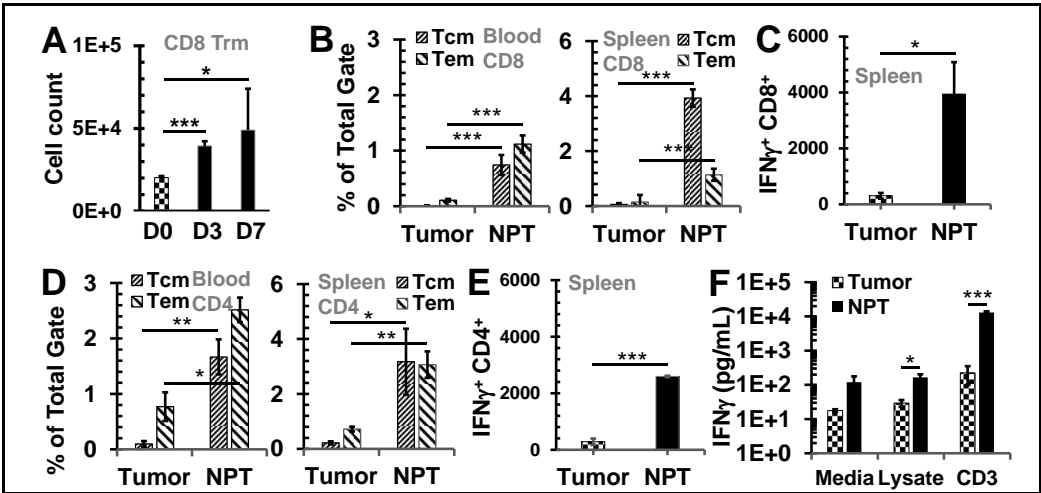 A
CD8 Trm
Cell count
1E+5
5E+4
0E+0
*
***
D0 D3 D7
B
% of Total Gate
Tcm
Tem
Blood
CD8
3
2
1
0
***
***
Tumor NPT
Spleen
CD8
Tcm
Tem
6
4
2
0
***
***
Tumor NPT
C
IFNγ⁺ CD8⁺
Spleen
6000
4000
2000
0
*
Tumor NPT
D
% of Total Gate
Tcm
Tem
Blood
CD4
3
2
1
0
**
*
Tumor NPT
Spleen
CD4
Tcm
Tem
6
4
2
0
*
**
Tumor NPT
E
IFNγ⁺ CD4⁺
Spleen
6000
4000
2000
0
***
Tumor NPT
F
IFNγ (pg/mL)
Tumor
NPT
1E+5
1E+4
1E+3
1E+2
1E+1
1E+0
*
***
Media Lysate CD3